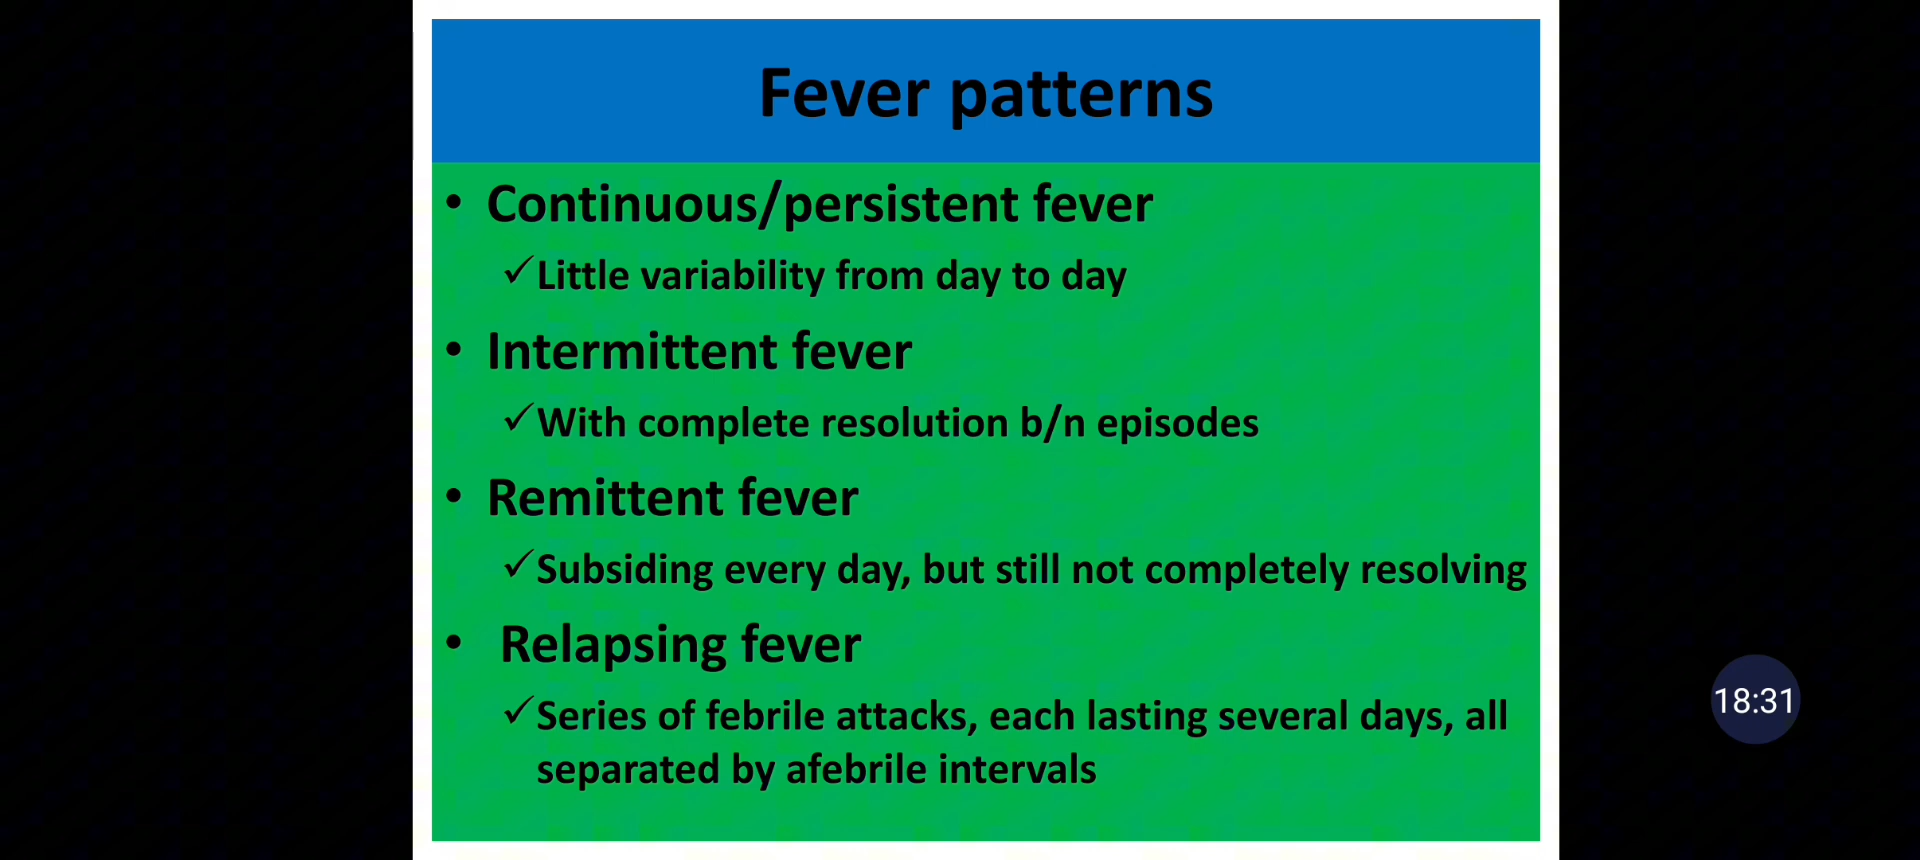 Fever patterns
• Continuous/persistent fever
✓Little variability from day to day
• Intermittent fever
✓With complete resolution b/n episodes
• Remittent fever
✓Subsiding every day, but still not completely resolving
• Relapsing fever
✓Series of febrile attacks, each lasting several days, all
separated by afebrile intervals
18:31